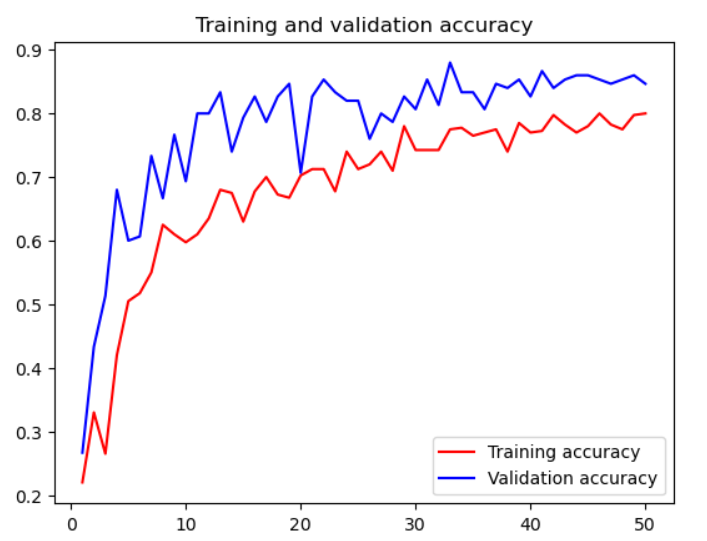 Training and validation accuracy
0.9
0.8
0.7
0.6
0.5
0.4
0.3
0.2
Training accuracy
Validation accuracy
0 10 20 30 40 50